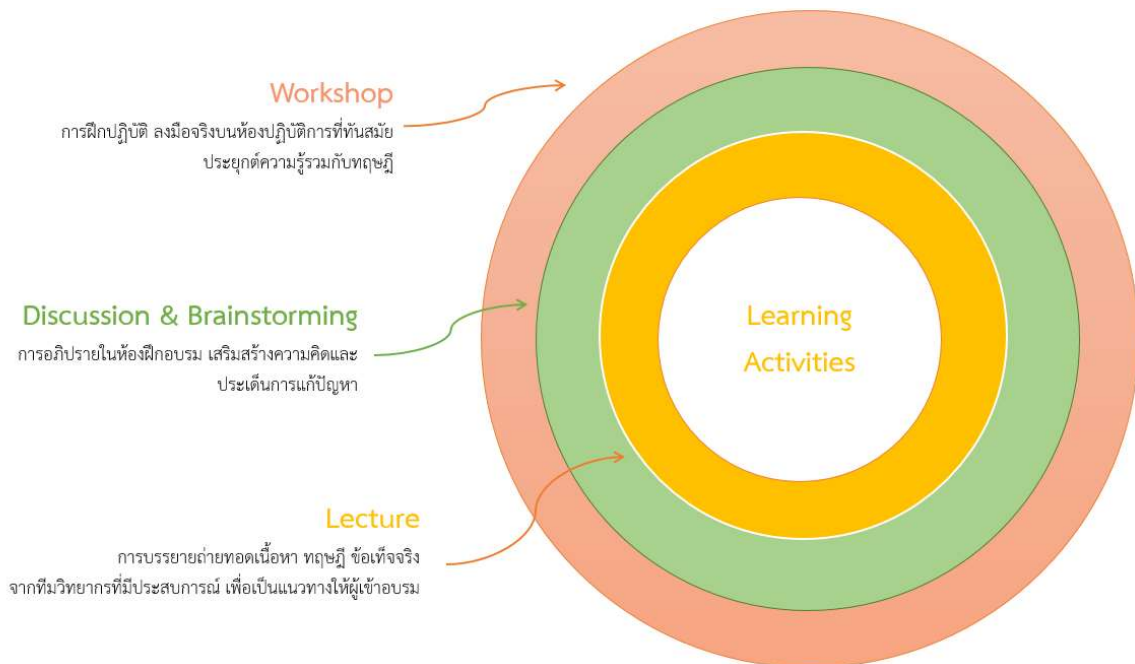 Workshop
การฝึกปฏิบัติ ลงมือจริงบนห้องปฏิบัติการที่ทันสมัย
ประยุกต์ความรู้รวมกับทฤษฎี
Discussion & Brainstorming
การอภิปรายในห้องฝึกอบรม เสริมสร้างความคิดและ
ประเด็นการแก้ปัญหา
Lecture
การบรรยายถ่ายทอดเนื้อหา ทฤษฎี ข้อเท็จจริง
จากทีมวิทยากรที่มีประสบการณ์ เพื่อเป็นแนวทางให้ผู้เข้าอบรม
Learning
Activities